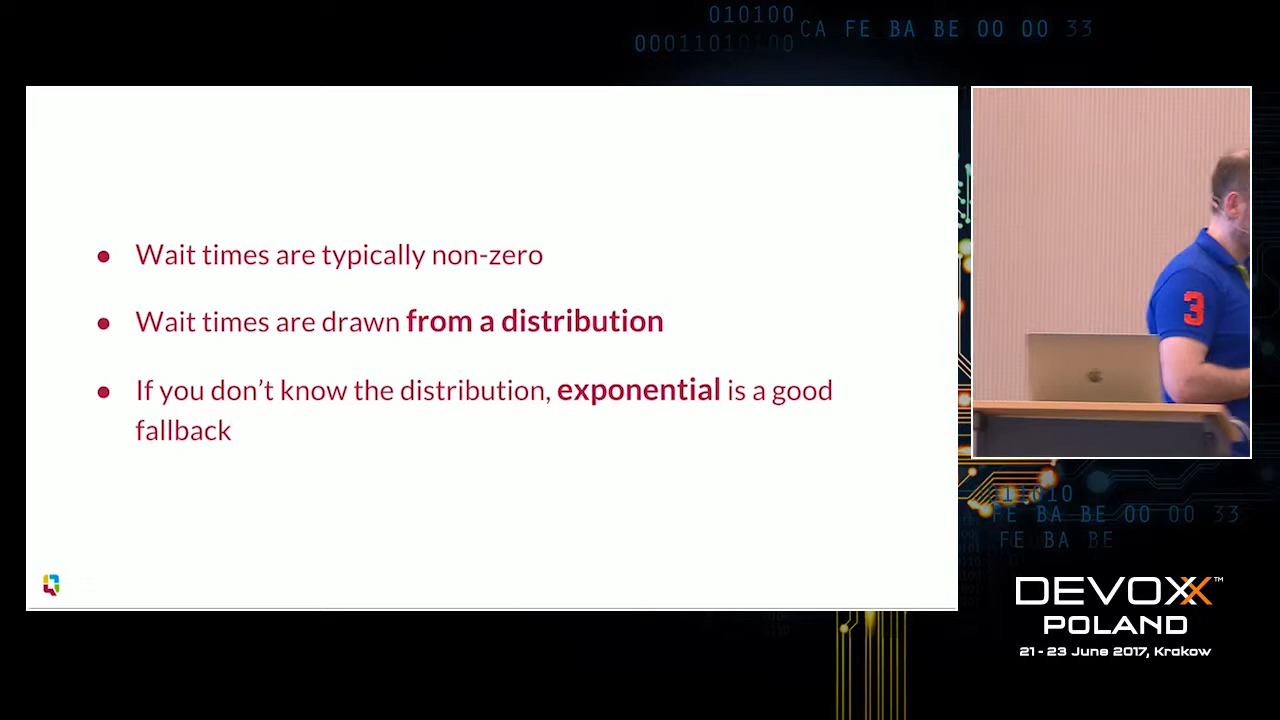 010100
00011010100
CA FE BA BE 00 00 33
● Wait times are typically non-zero
● Wait times are drawn from a distribution
● If you don't know the distribution, exponential is a good
fallback
3
FE BA BE 00 00 33
FE BA BE
DEVOXX™
POLAND
21 - 23 June 2017, Krakow